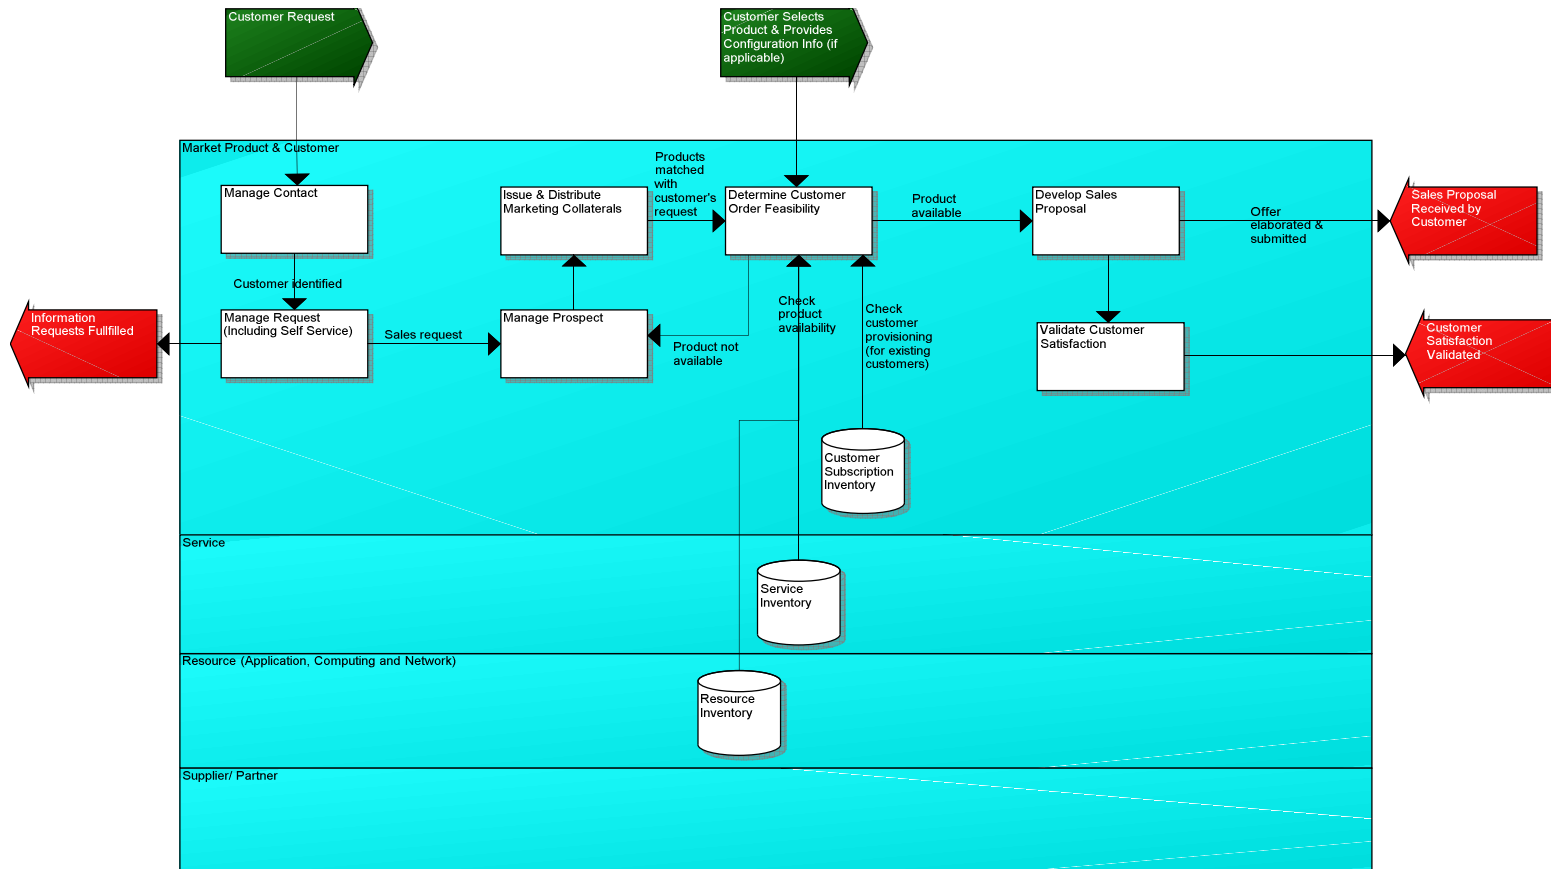 Customer Request
Customer Selects
Product & Provides
Configuration Info (if
applicable)
Market Product & Customer
Manage Contact
Issue & Distribute
Marketing Collaterals
Products
matched
with
customer's
request
Determine Customer
Order Feasibility
Product
available
Develop Sales
Proposal
Offer
elaborated &
submitted
Sales Proposal
Received by
Customer
Customer identified
Information
Requests Fullfilled
Manage Request
(Including Self Service)
Sales request
Manage Prospect
Product not
available
Check
product
availability
Check
customer
provisioning
(for existing
customers)
Validate Customer
Satisfaction
Customer
Satisfaction
Validated
Customer
Subscription
Inventory
Service
Service
Inventory
Resource (Application, Computing and Network)
Resource
Inventory
Supplier/ Partner